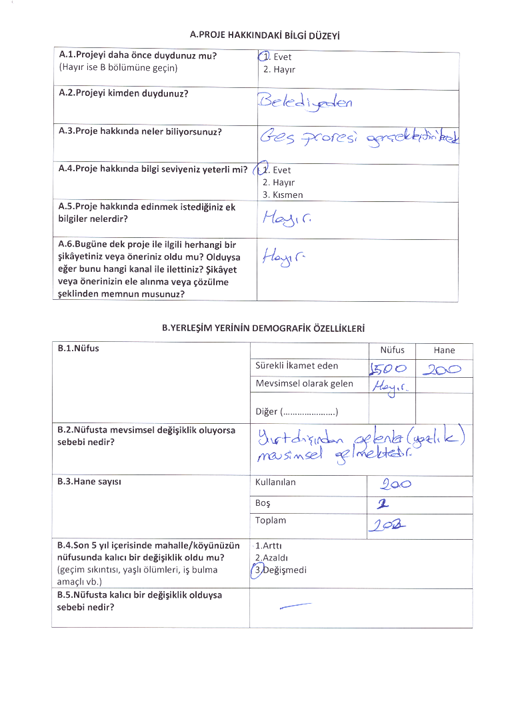 A.PROJE HAKKINDAKİ BİLGİ DÜZEYİ
A.1.Projeyi daha önce duydunuz mu?
(Hayır ise B bölümüne geçin)
1. Evet
2. Hayır
A.2.Projeyi kimden duydunuz?
Belediyeden
A.3.Proje hakkında neler biliyorsunuz?
Ges proresi
A.4.Proje hakkında bilgi seviyeniz yeterli mi?
1. Evet
2. Hayır
3. Kısmen
A.5.Proje hakkında edinmek istediğiniz ek
bilgiler nelerdir?
Hayır.
A.6.Bugüne dek proje ile ilgili herhangi bir
şikâyetiniz veya öneriniz oldu mu? Olduysa
eğer bunu hangi kanal ile ilettiniz? Şikâyet
veya önerinizin ele alınma veya çözülme
şeklinden memnun musunuz?
Hayır
B.YERLEŞİM YERİNİN DEMOGRAFİK ÖZELLİKLERİ
B.1.Nüfus
Nüfus Hane
Sürekli İkamet eden 1500 200
Mevsimsel olarak gelen Hayır.
Diğer (......................)
B.2.Nüfusta mevsimsel değişiklik oluyorsa
sebebi nedir?
Yurtdışından gelenler (yazlık)
mevsimsel gelmektedir.
B.3.Hane sayısı
Kullanılan 200
Boş 2
Toplam 202
B.4.Son 5 yıl içerisinde mahalle/köyünüzün
nüfusunda kalıcı bir değişiklik oldu mu?
(geçim sıkıntısı, yaşlı ölümleri, iş bulma
amaçlı vb.)
1.Arttı
2.Azaldı
3.Değişmedi
B.5.Nüfusta kalıcı bir değişiklik olduysa
sebebi nedir?